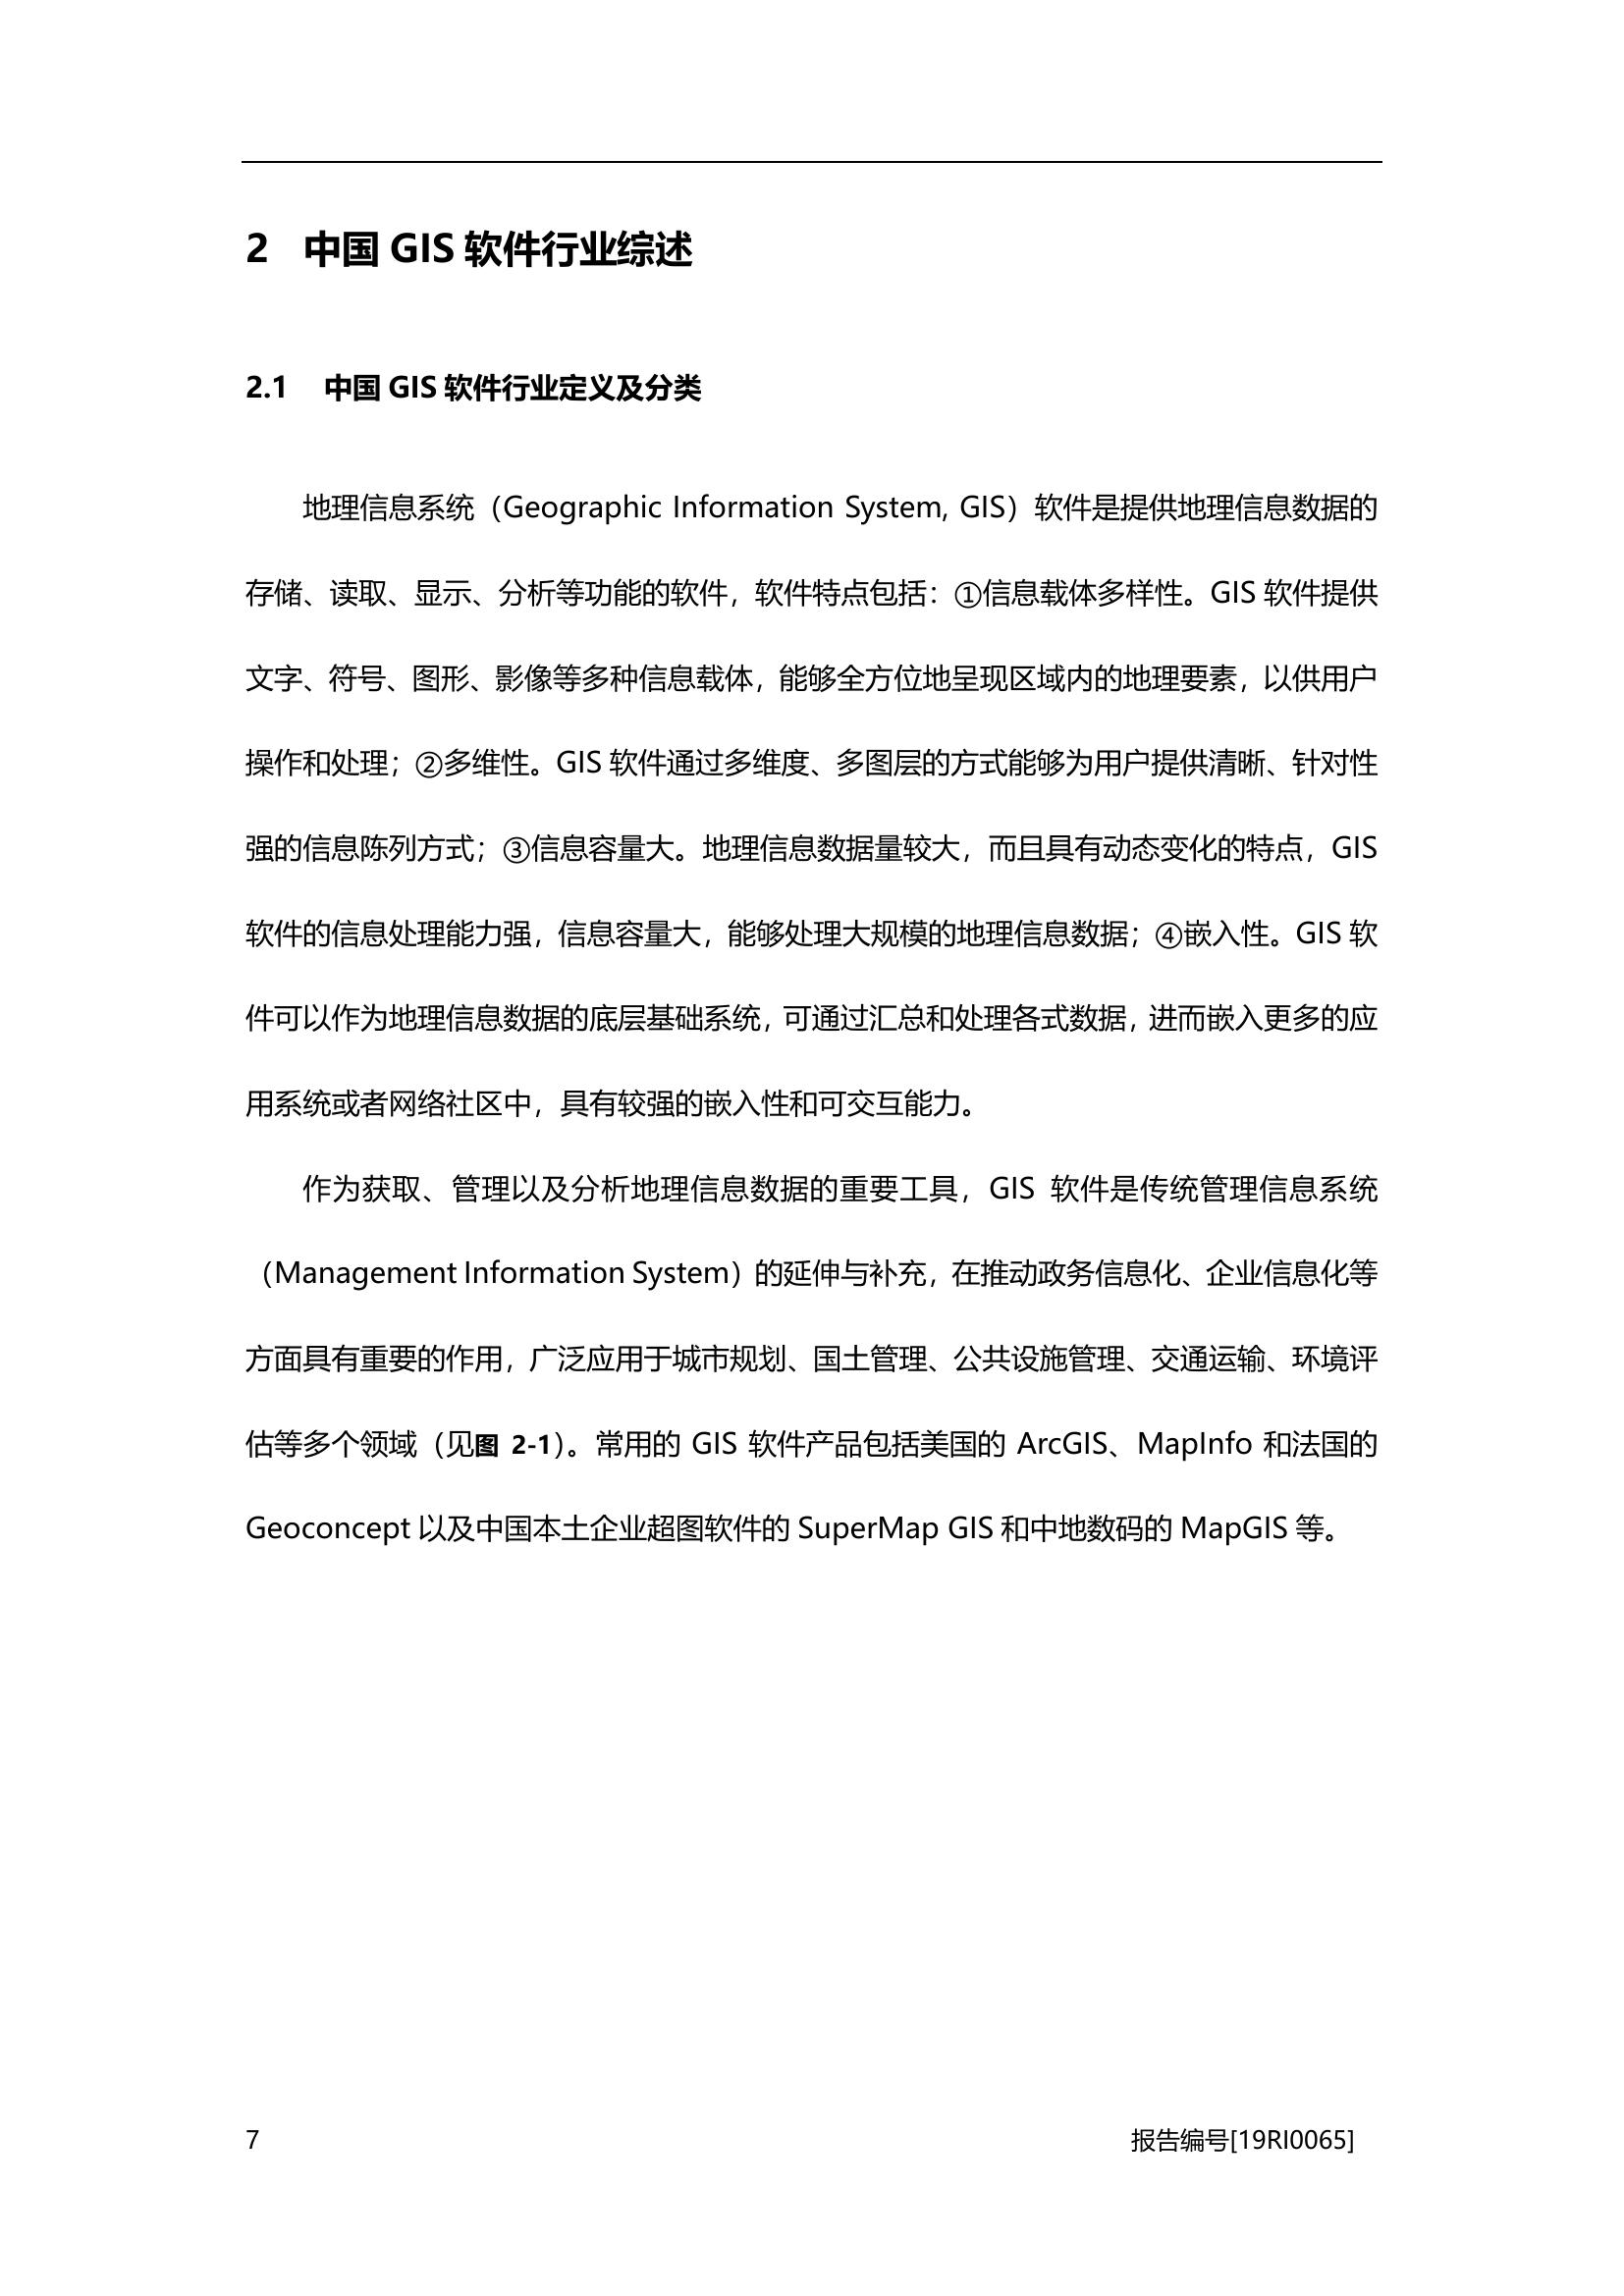 2 中国 GIS 软件行业综述
2.1 中国 GIS 软件行业定义及分类
地理信息系统（Geographic Information System, GIS）软件是提供地理信息数据的
存储、读取、显示、分析等功能的软件，软件特点包括：①信息载体多样性。GIS 软件提供
文字、符号、图形、影像等多种信息载体，能够全方位地呈现区域内的地理要素，以供用户
操作和处理；②多维性。GIS 软件通过多维度、多图层的方式能够为用户提供清晰、针对性
强的信息陈列方式；③信息容量大。地理信息数据量较大，而且具有动态变化的特点，GIS
软件的信息处理能力强，信息容量大，能够处理大规模的地理信息数据；④嵌入性。GIS 软
件可以作为地理信息数据的底层基础系统，可通过汇总和处理各式数据，进而嵌入更多的应
用系统或者网络社区中，具有较强的嵌入性和可交互能力。
作为获取、管理以及分析地理信息数据的重要工具，GIS 软件是传统管理信息系统
（Management Information System）的延伸与补充，在推动政务信息化、企业信息化等
方面具有重要的作用，广泛应用于城市规划、国土管理、公共设施管理、交通运输、环境评
估等多个领域（见图 2-1）。常用的 GIS 软件产品包括美国的 ArcGIS、MapInfo 和法国的
Geoconcept 以及中国本土企业超图软件的 SuperMap GIS 和中地数码的 MapGIS 等。
7 报告编号[19RI0065]